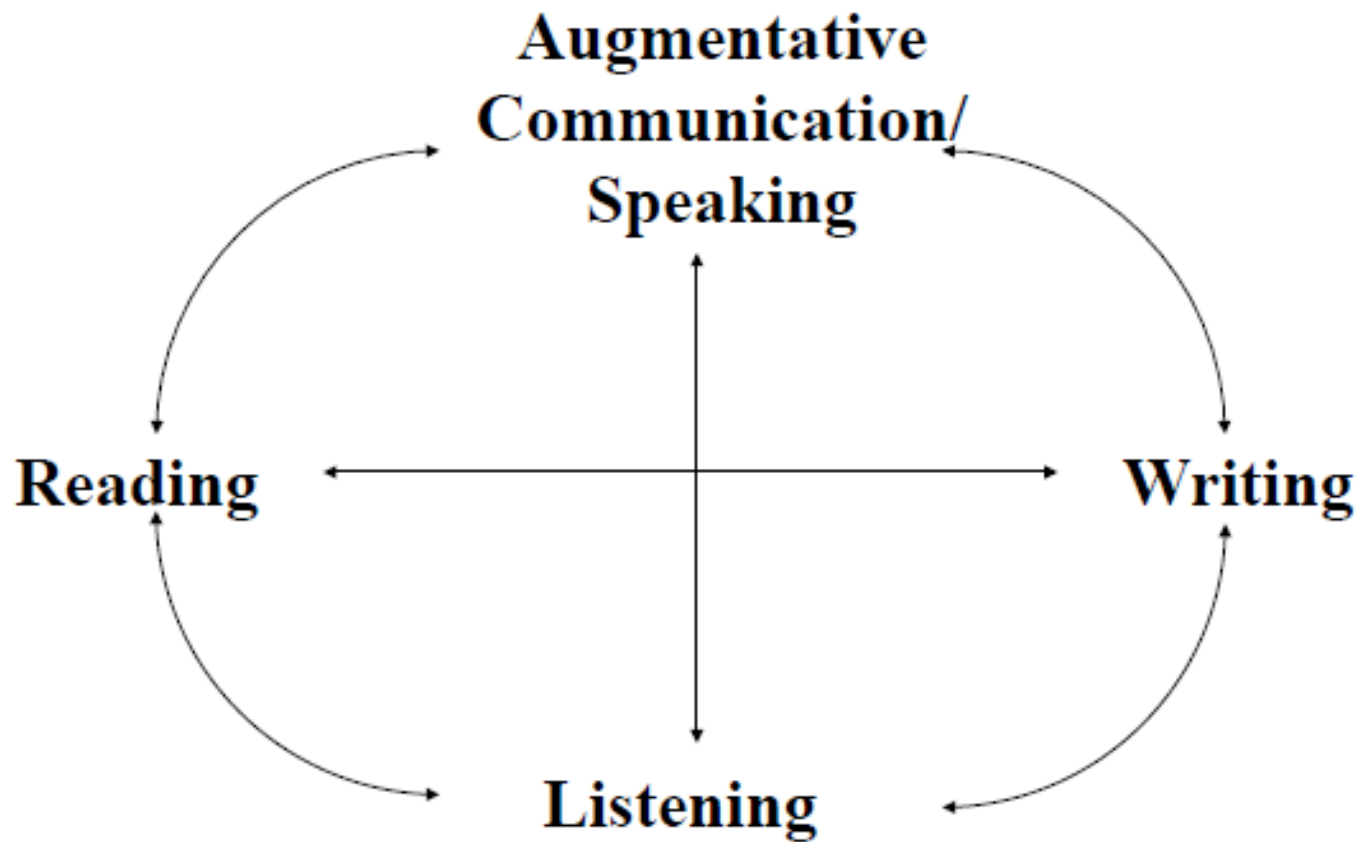 Augmentative
Communication/
Speaking
Reading
Writing
Listening